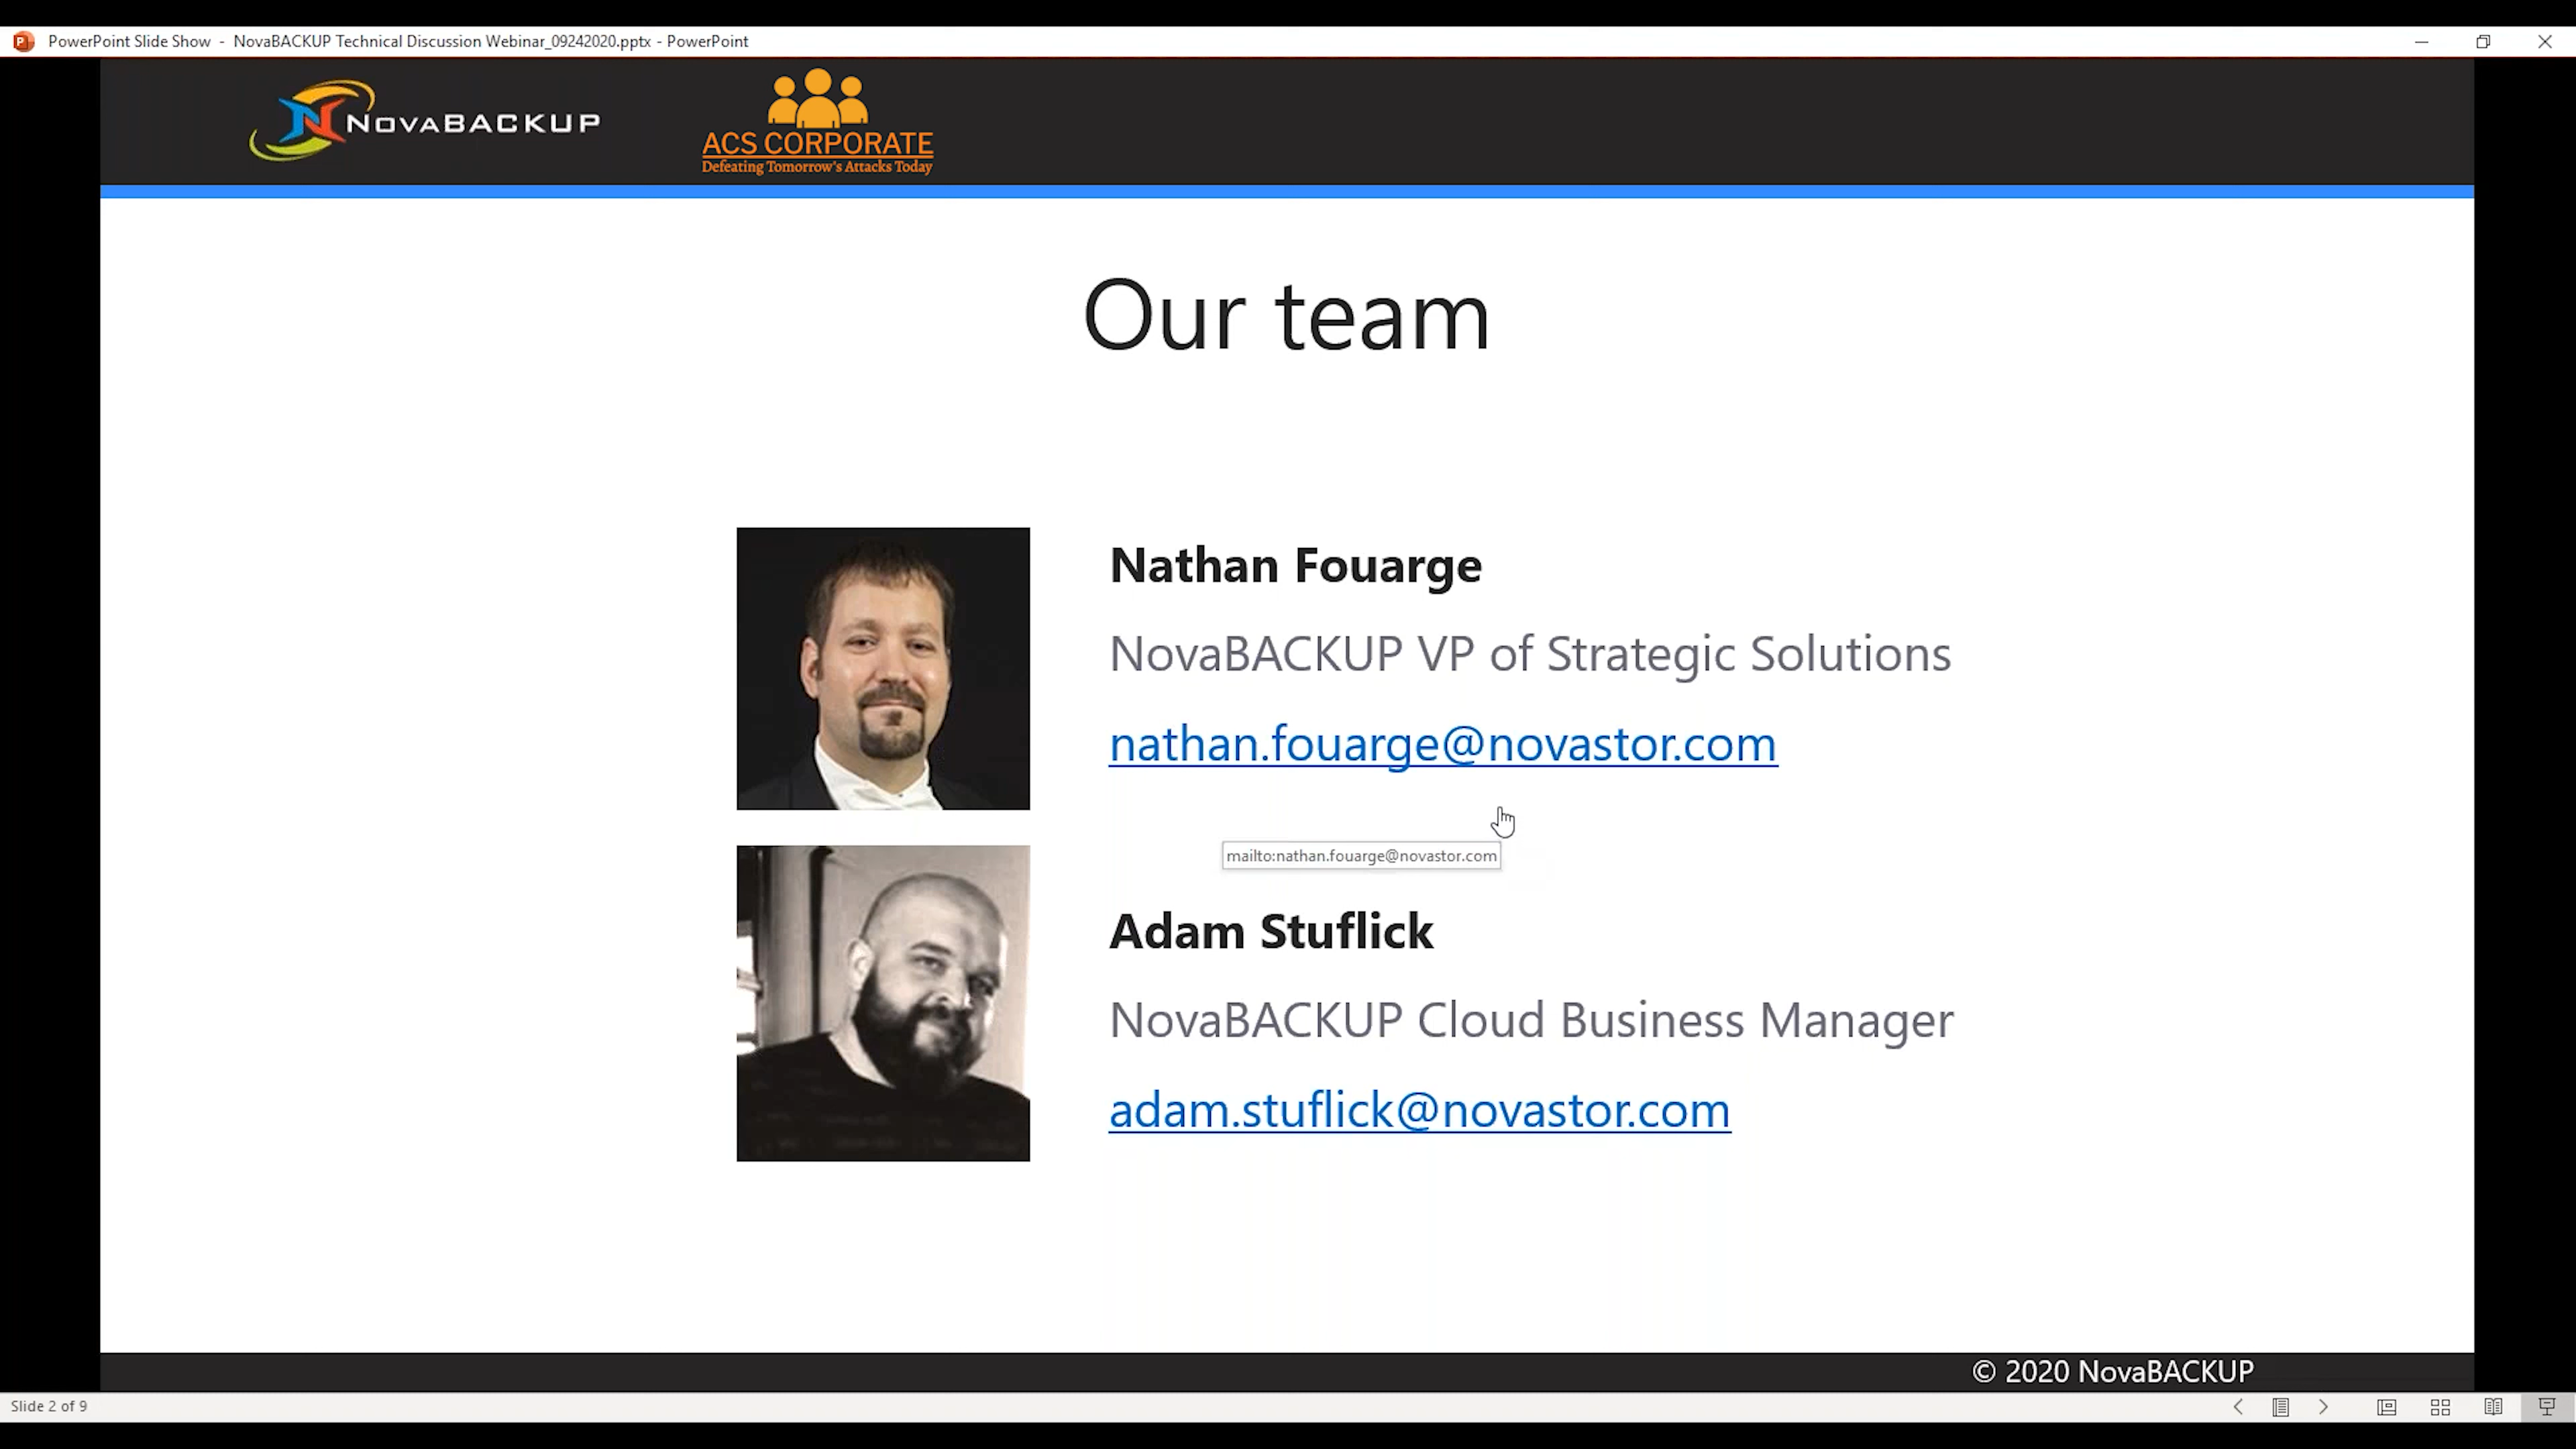 PowerPoint Slide Show - NovaBACKUP Technical Discussion Webinar_09242020.pptx - PowerPoint
NovaBACKUP
ACS CORPORATE
Defeating Tomorrow's Attacks Today
Our team
Nathan Fouarge
NovaBACKUP VP of Strategic Solutions
nathan.fouarge@novastor.com
mailto:nathan.fouarge@novastor.com
Adam Stuflick
NovaBACKUP Cloud Business Manager
adam.stuflick@novastor.com
© 2020 NovaBACKUP
Slide 2 of 9